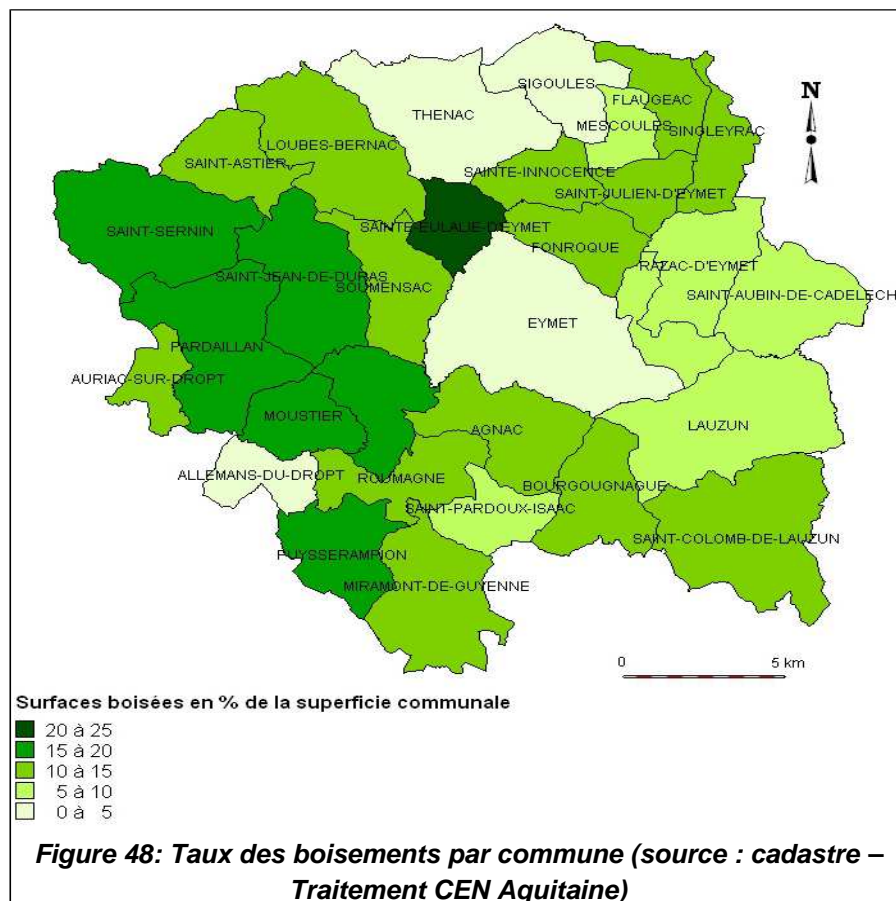 SIGOULES
N
THENAC
FLAUGEAC
MESCOULES
SINGLEYRAC
LOUBES-BERNAC
SAINT-ASTIER
SAINTE-INNOCENCE
SAINT-JULIEN-D'EYMET
SAINT-SERNIN
SAINTE-EULALIE-D'EYMET
FONROQUE
RAZAC-D'EYMET
SAINT-JEAN-DE-DURAS
SOUMENSAC
SAINT-AUBIN-DE-CADELECH
EYMET
PARDAILLAN
AURIAC-SUR-DROPT
MOUSTIER
AGNAC
LAUZUN
ALLEMANS-DU-DROPT
ROUMAGNE
BOURGOUGNAGUE
SAINT-PARDOUX-ISAAC
SAINT-COLOMB-DE-LAUZUN
PUYSSERAMPION
MIRAMONT-DE-GUYENNE
0 5 km
Surfaces boisées en % de la superficie communale
20 à 25
15 à 20
10 à 15
5 à 10
0 à 5
Figure 48: Taux des boisements par commune (source : cadastre –
Traitement CEN Aquitaine)